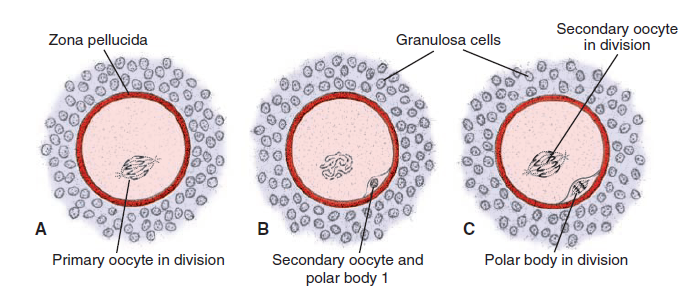 Zona pellucida
Granulosa cells
Secondary oocyte
in division
A
B
C
Primary oocyte in division
Secondary oocyte and
polar body 1
Polar body in division